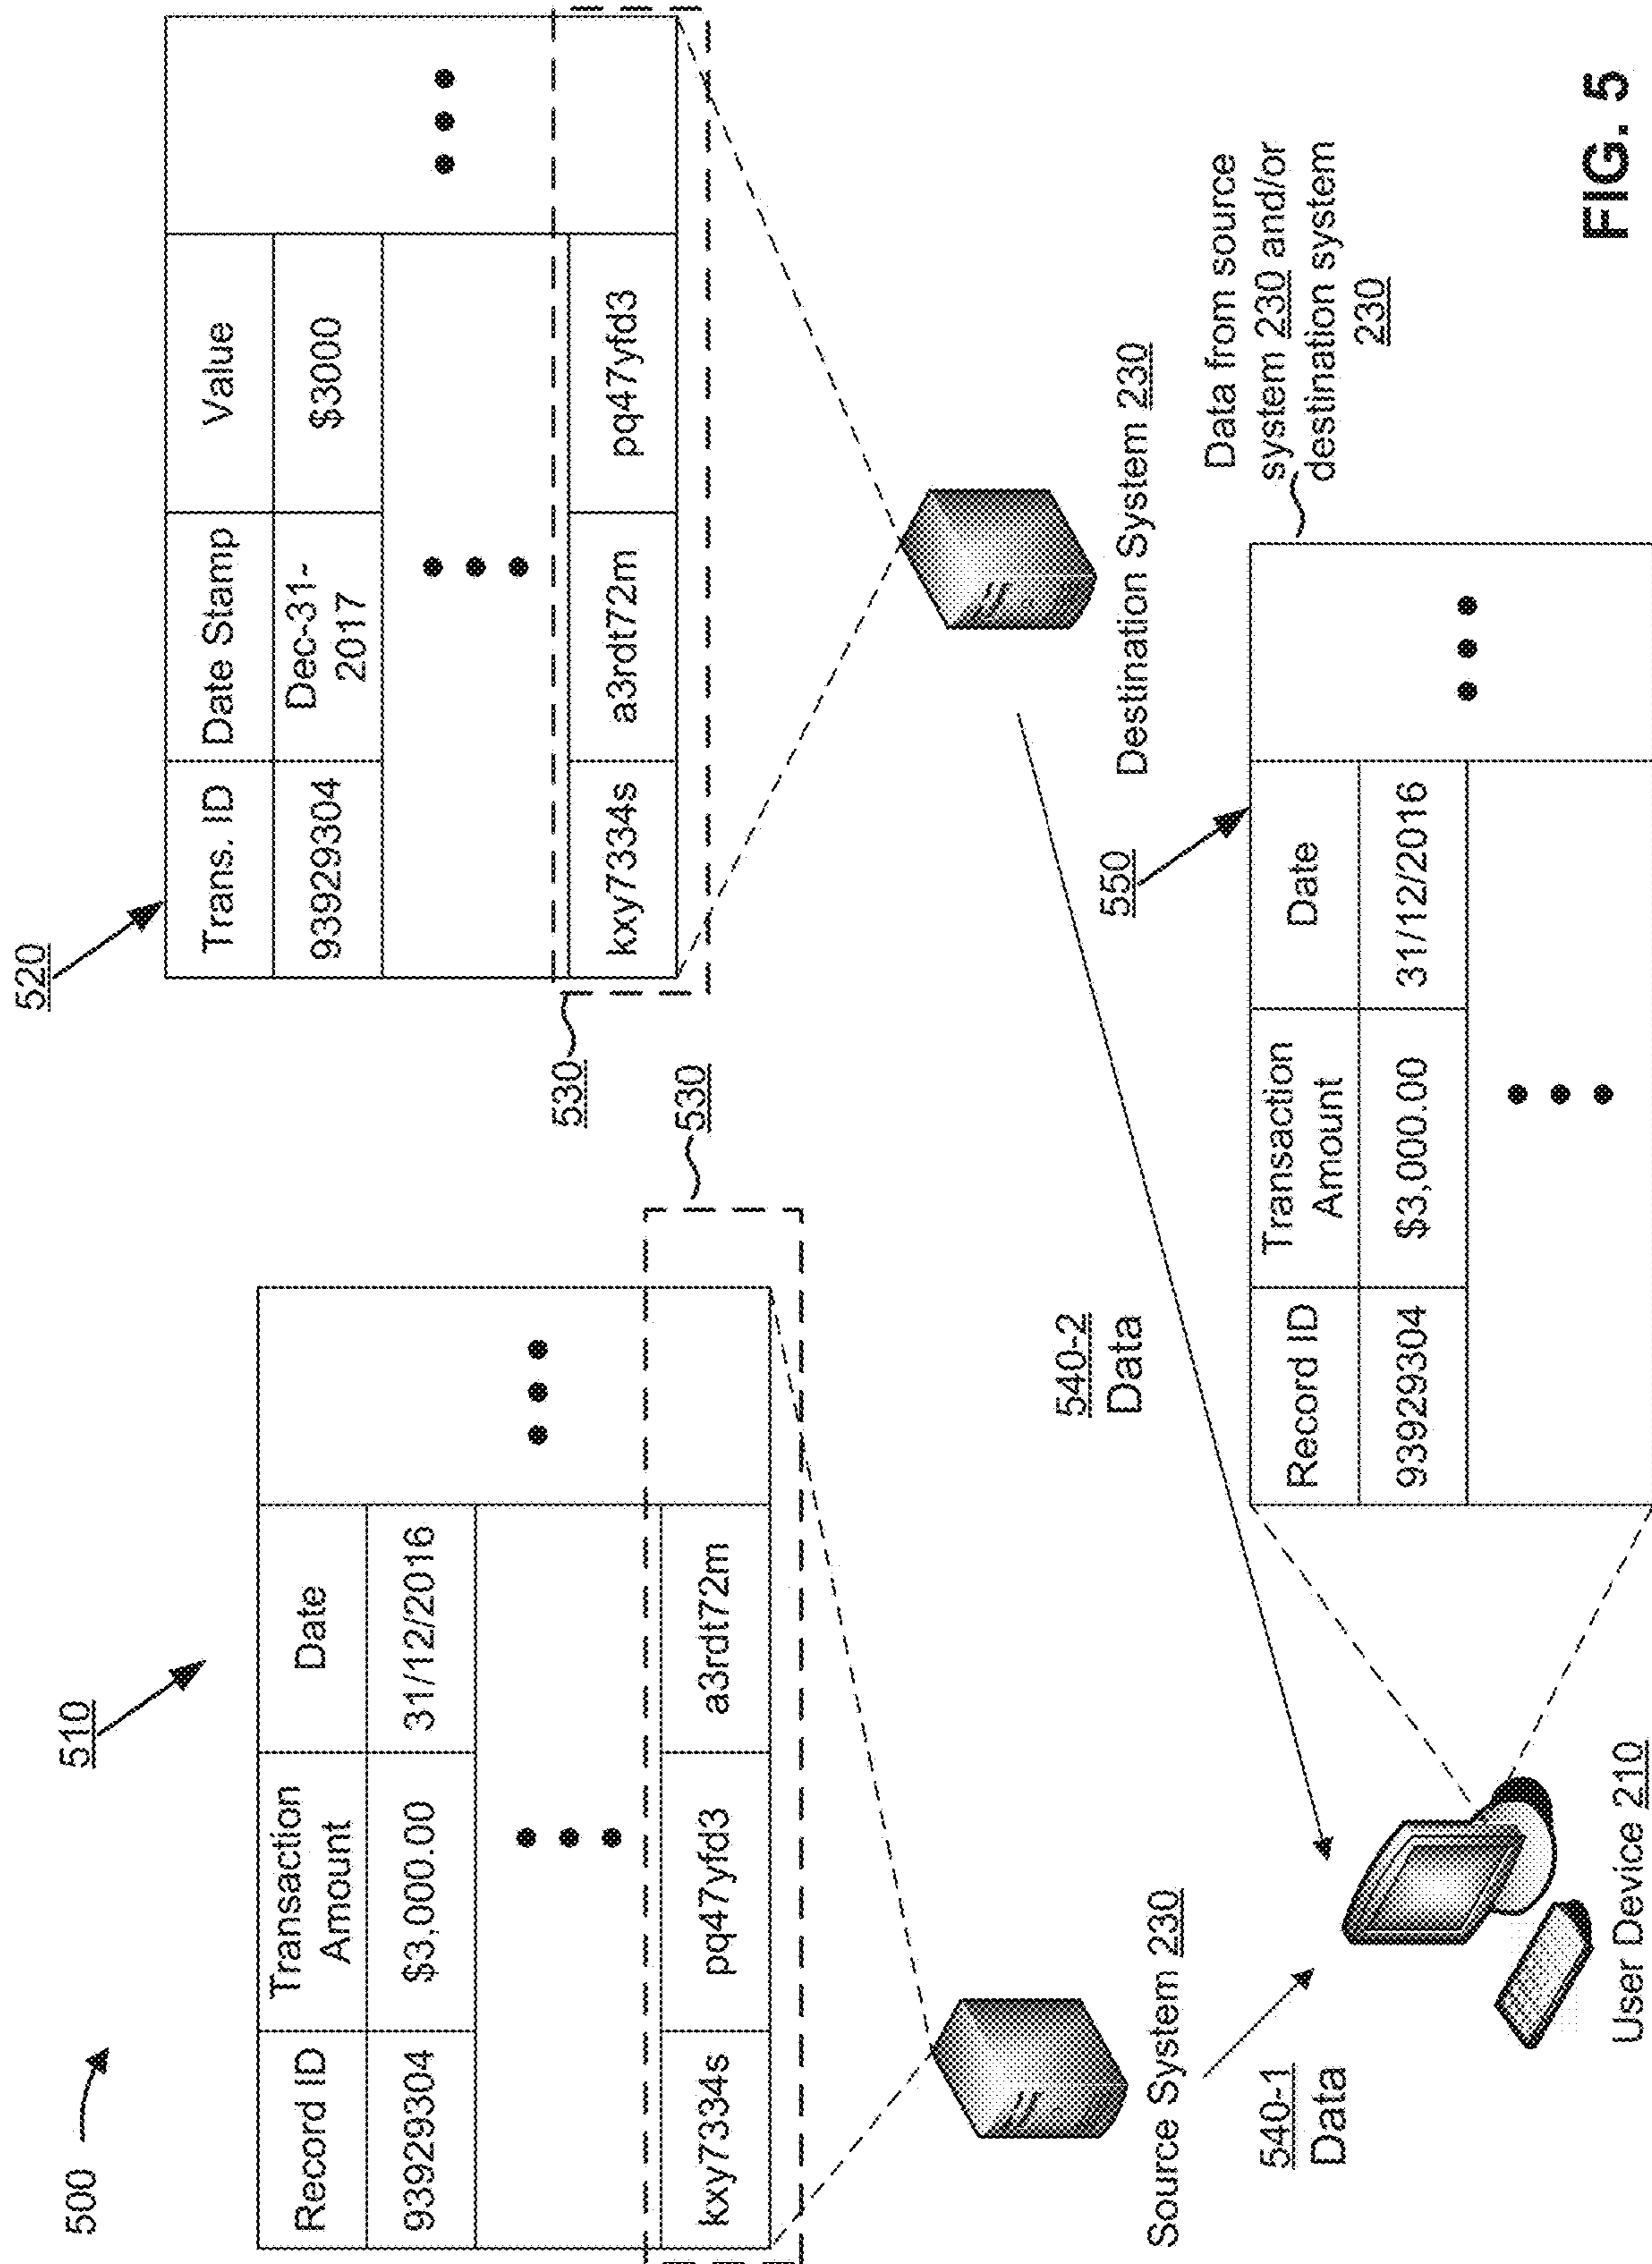 500
510
Record ID
Transaction
Amount
Date
93929304
$3,000.00
31/12/2016
kxy7334s
pq47yfd3
a3rdt72m
530
520
Trans. ID
Date Stamp
Value
93929304
Dec-31-
2017
$3000
kxy7334s
a3rdt72m
pq47yfd3
530
Source System 230
Destination System 230
540-1
Data
540-2
Data
User Device 210
550
Record ID
Transaction
Amount
Date
93929304
$3,000.00
31/12/2016
Data from source
system 230 and/or
destination system
230
FIG. 5